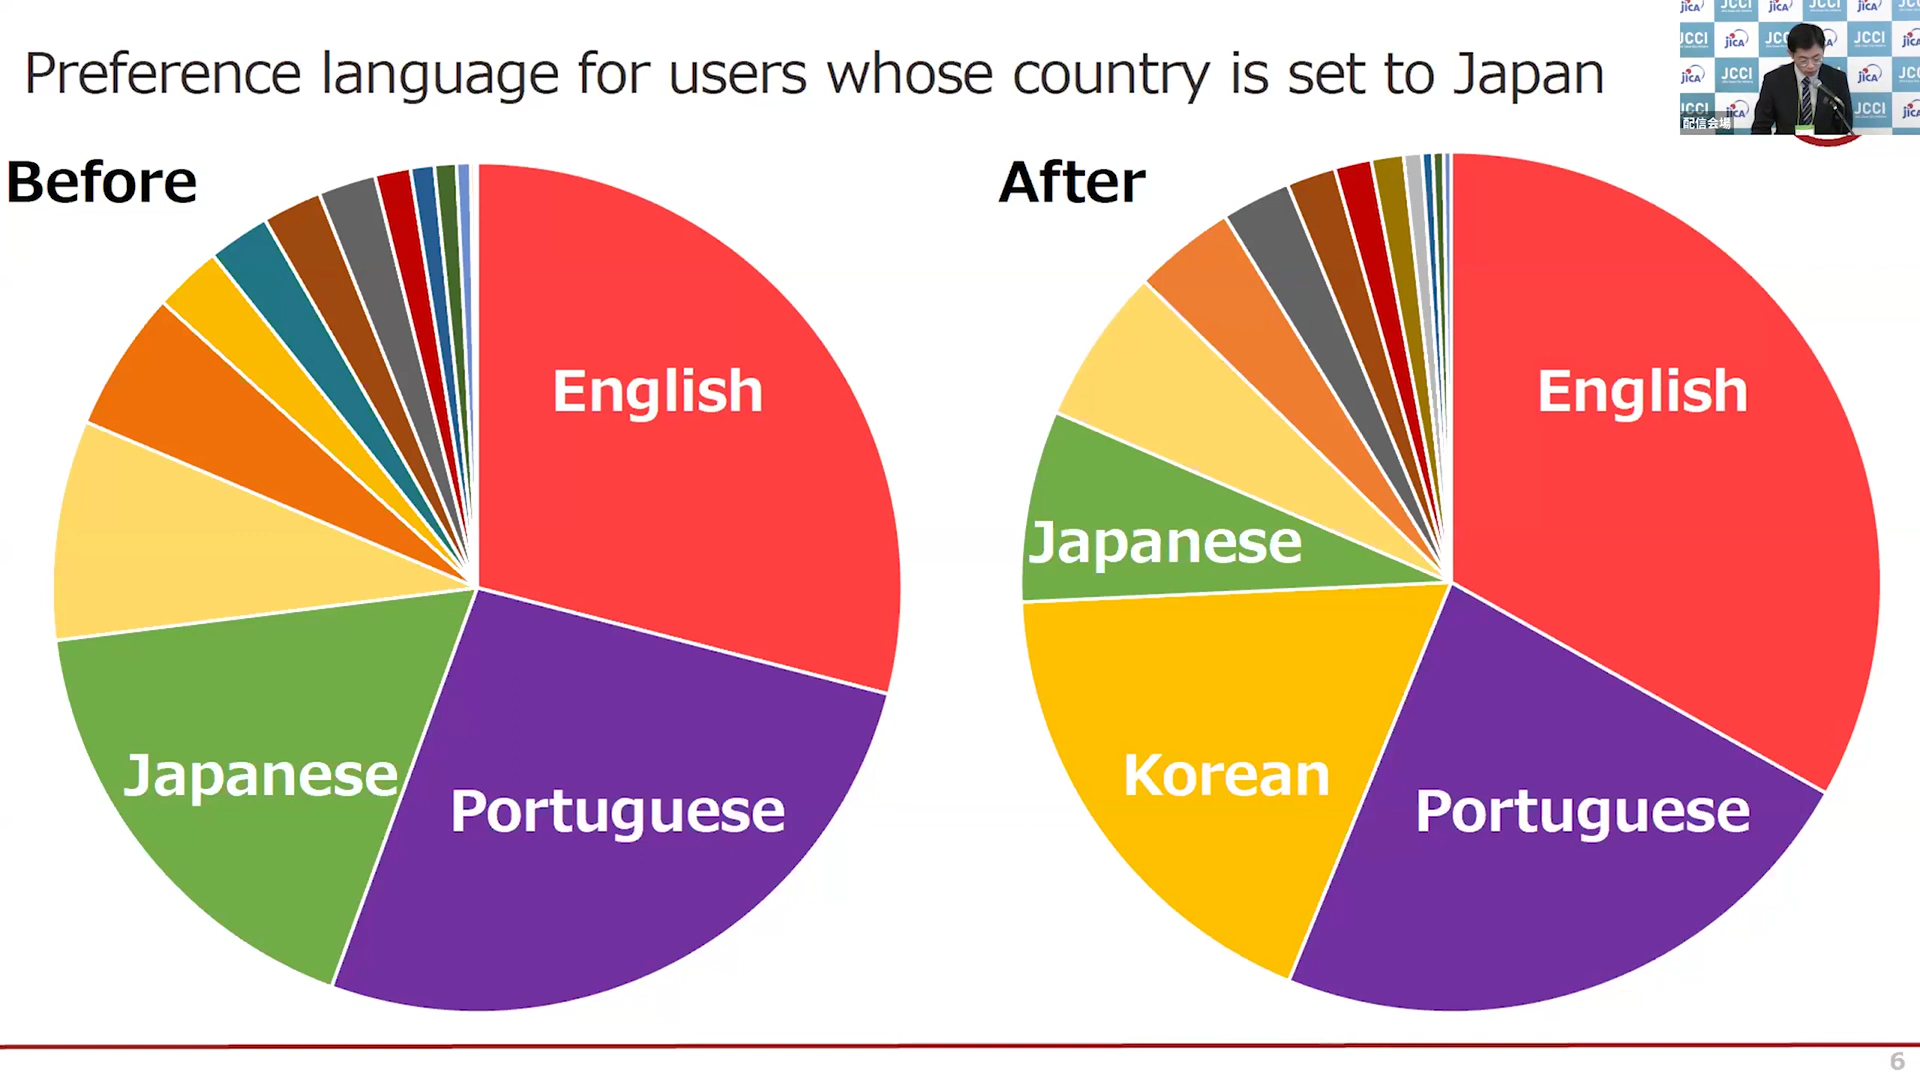 Preference language for users whose country is set to Japan
Before
After
English
Portuguese
Japanese
English
Portuguese
Korean
Japanese
JICA
JCCI
配信会場
6